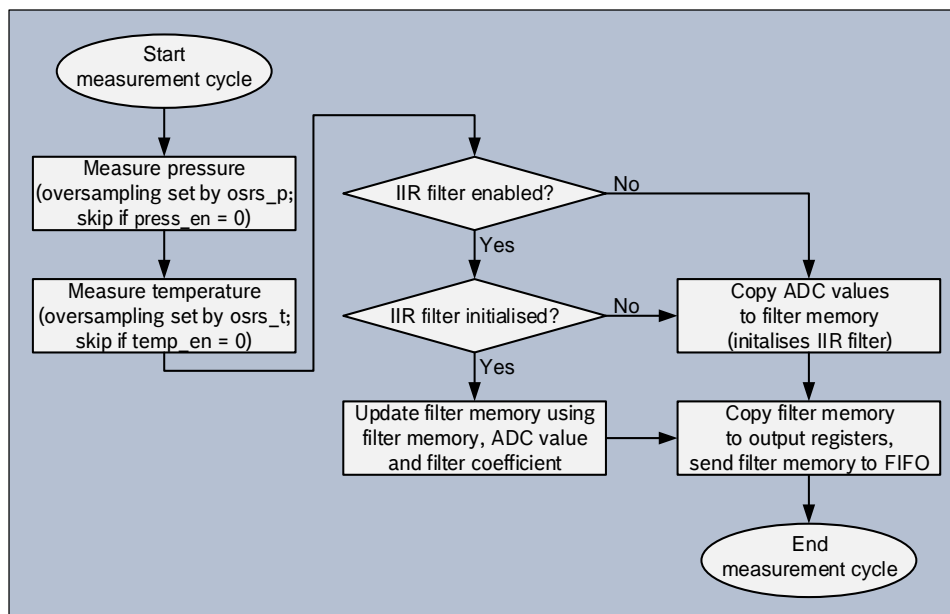 Start
measurement cycle
Measure pressure
(oversampling set by osrs_p;
skip if press_en = 0)
Measure temperature
(oversampling set by osrs_t;
skip if temp_en = 0)
IIR filter enabled?
No
Yes
IIR filter initialised?
No
Yes
Copy ADC values
to filter memory
(initalises IIR filter)
Update filter memory using
filter memory, ADC value
and filter coefficient
Copy filter memory
to output registers,
send filter memory to FIFO
End
measurement cycle